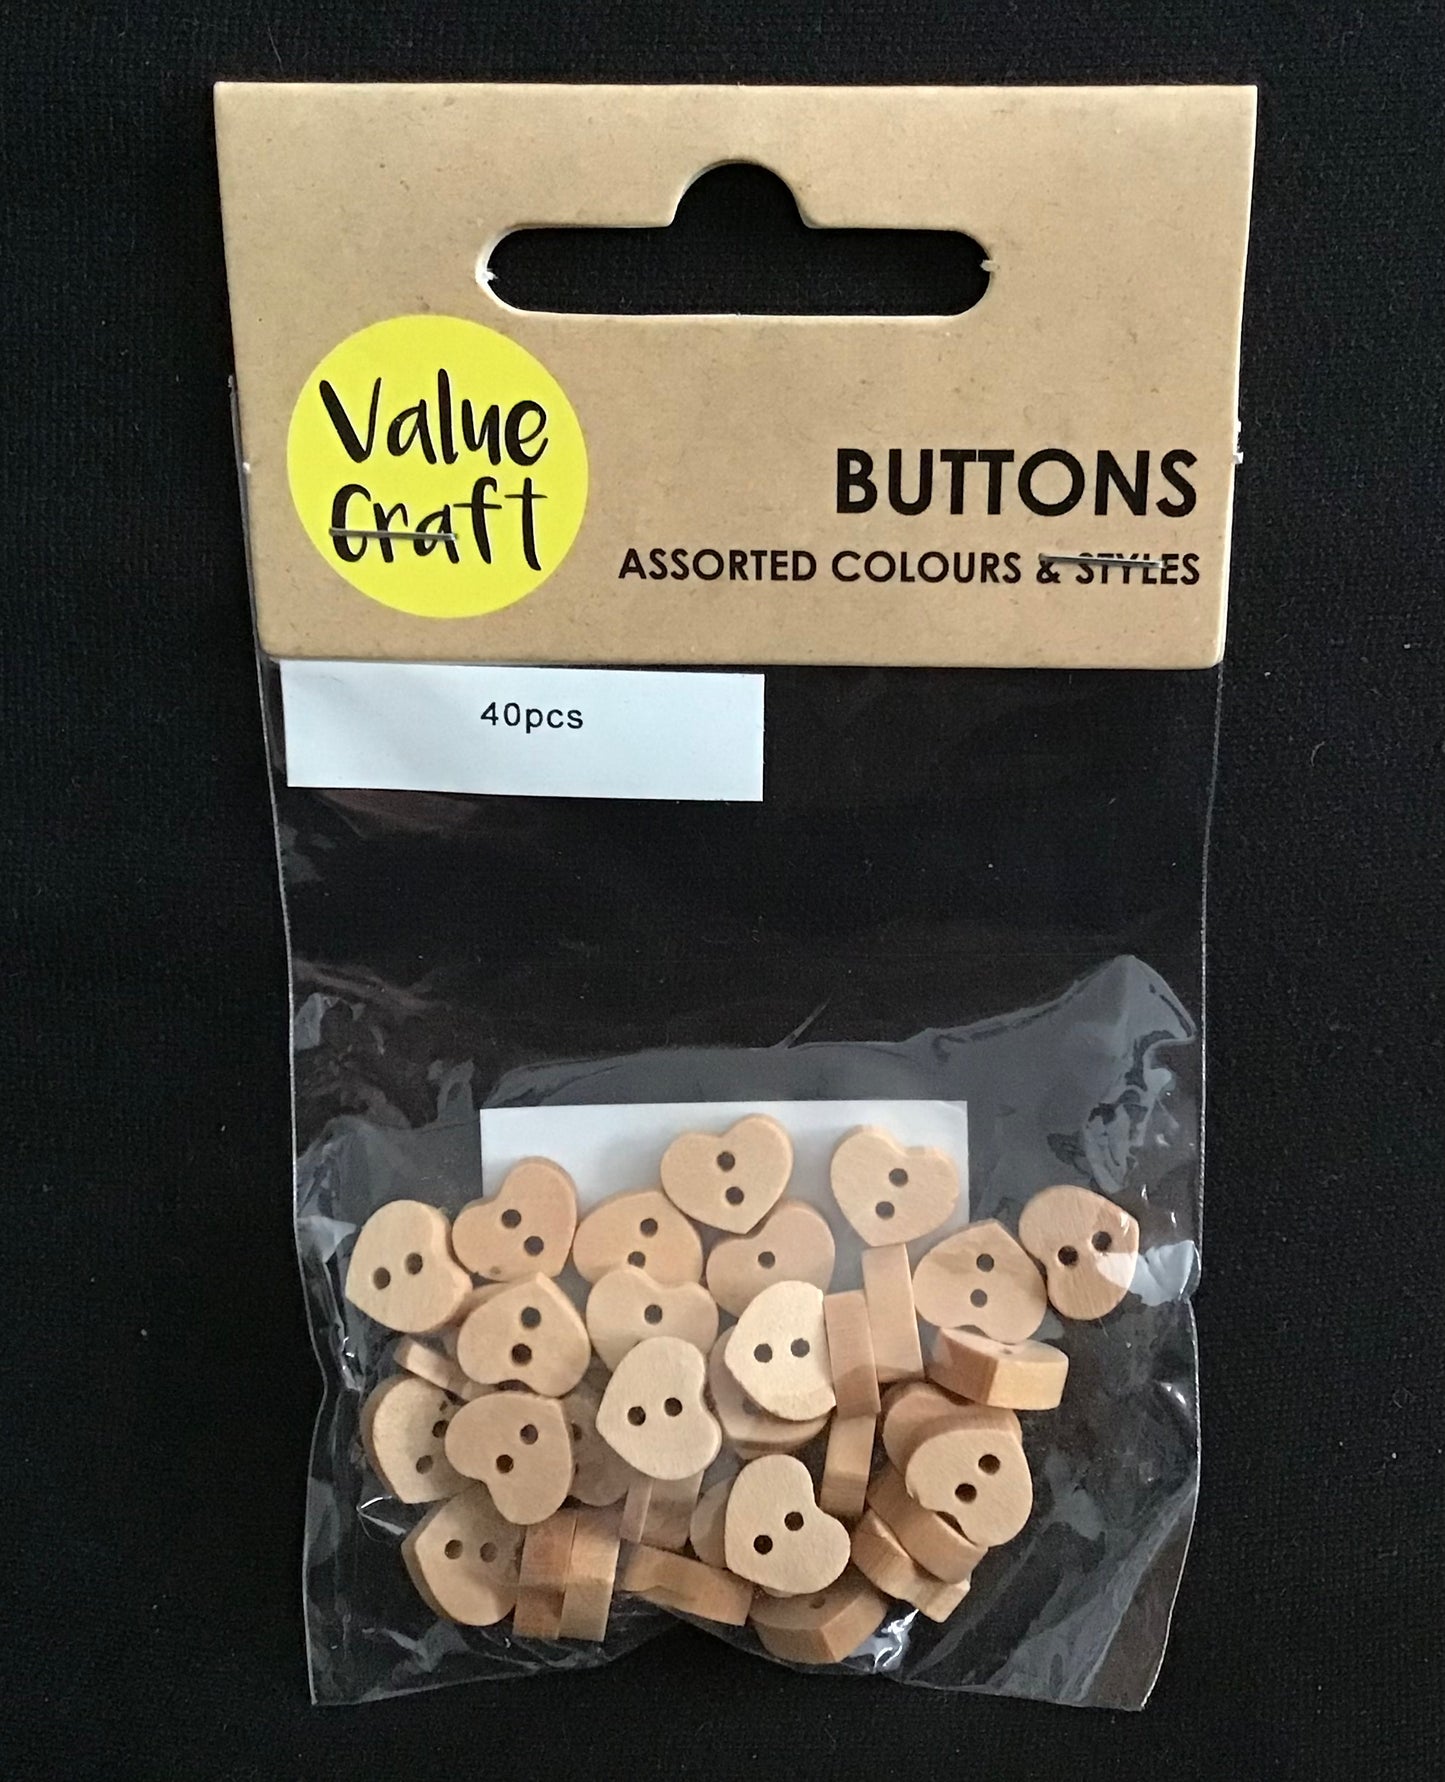 Value
Craft
BUTTONS
ASSORTED COLOURS & STYLES
40pcs